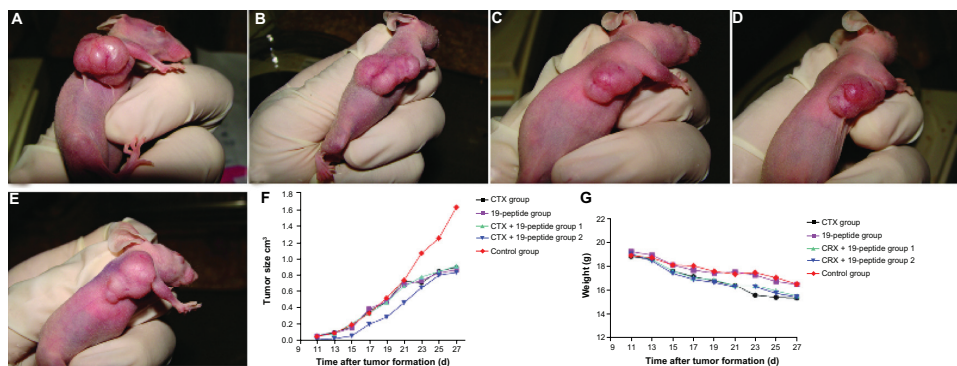 A
B
C
D
E
F
CTX group
19-peptide group
CTX + 19-peptide group 1
CTX + 19-peptide group 2
Control group
Tumor size cm³
1.8
1.6
1.4
1.2
1.0
0.8
0.6
0.4
0.2
0.0
9 11 13 15 17 19 21 23 25 27
Time after tumor formation (d)
G
CTX group
19-peptide group
CRX + 19-peptide group 1
CRX + 19-peptide group 2
Control group
Weight (g)
22
20
18
16
14
12
9 11 13 15 17 19 21 23 25 27
Time after tumor formation (d)